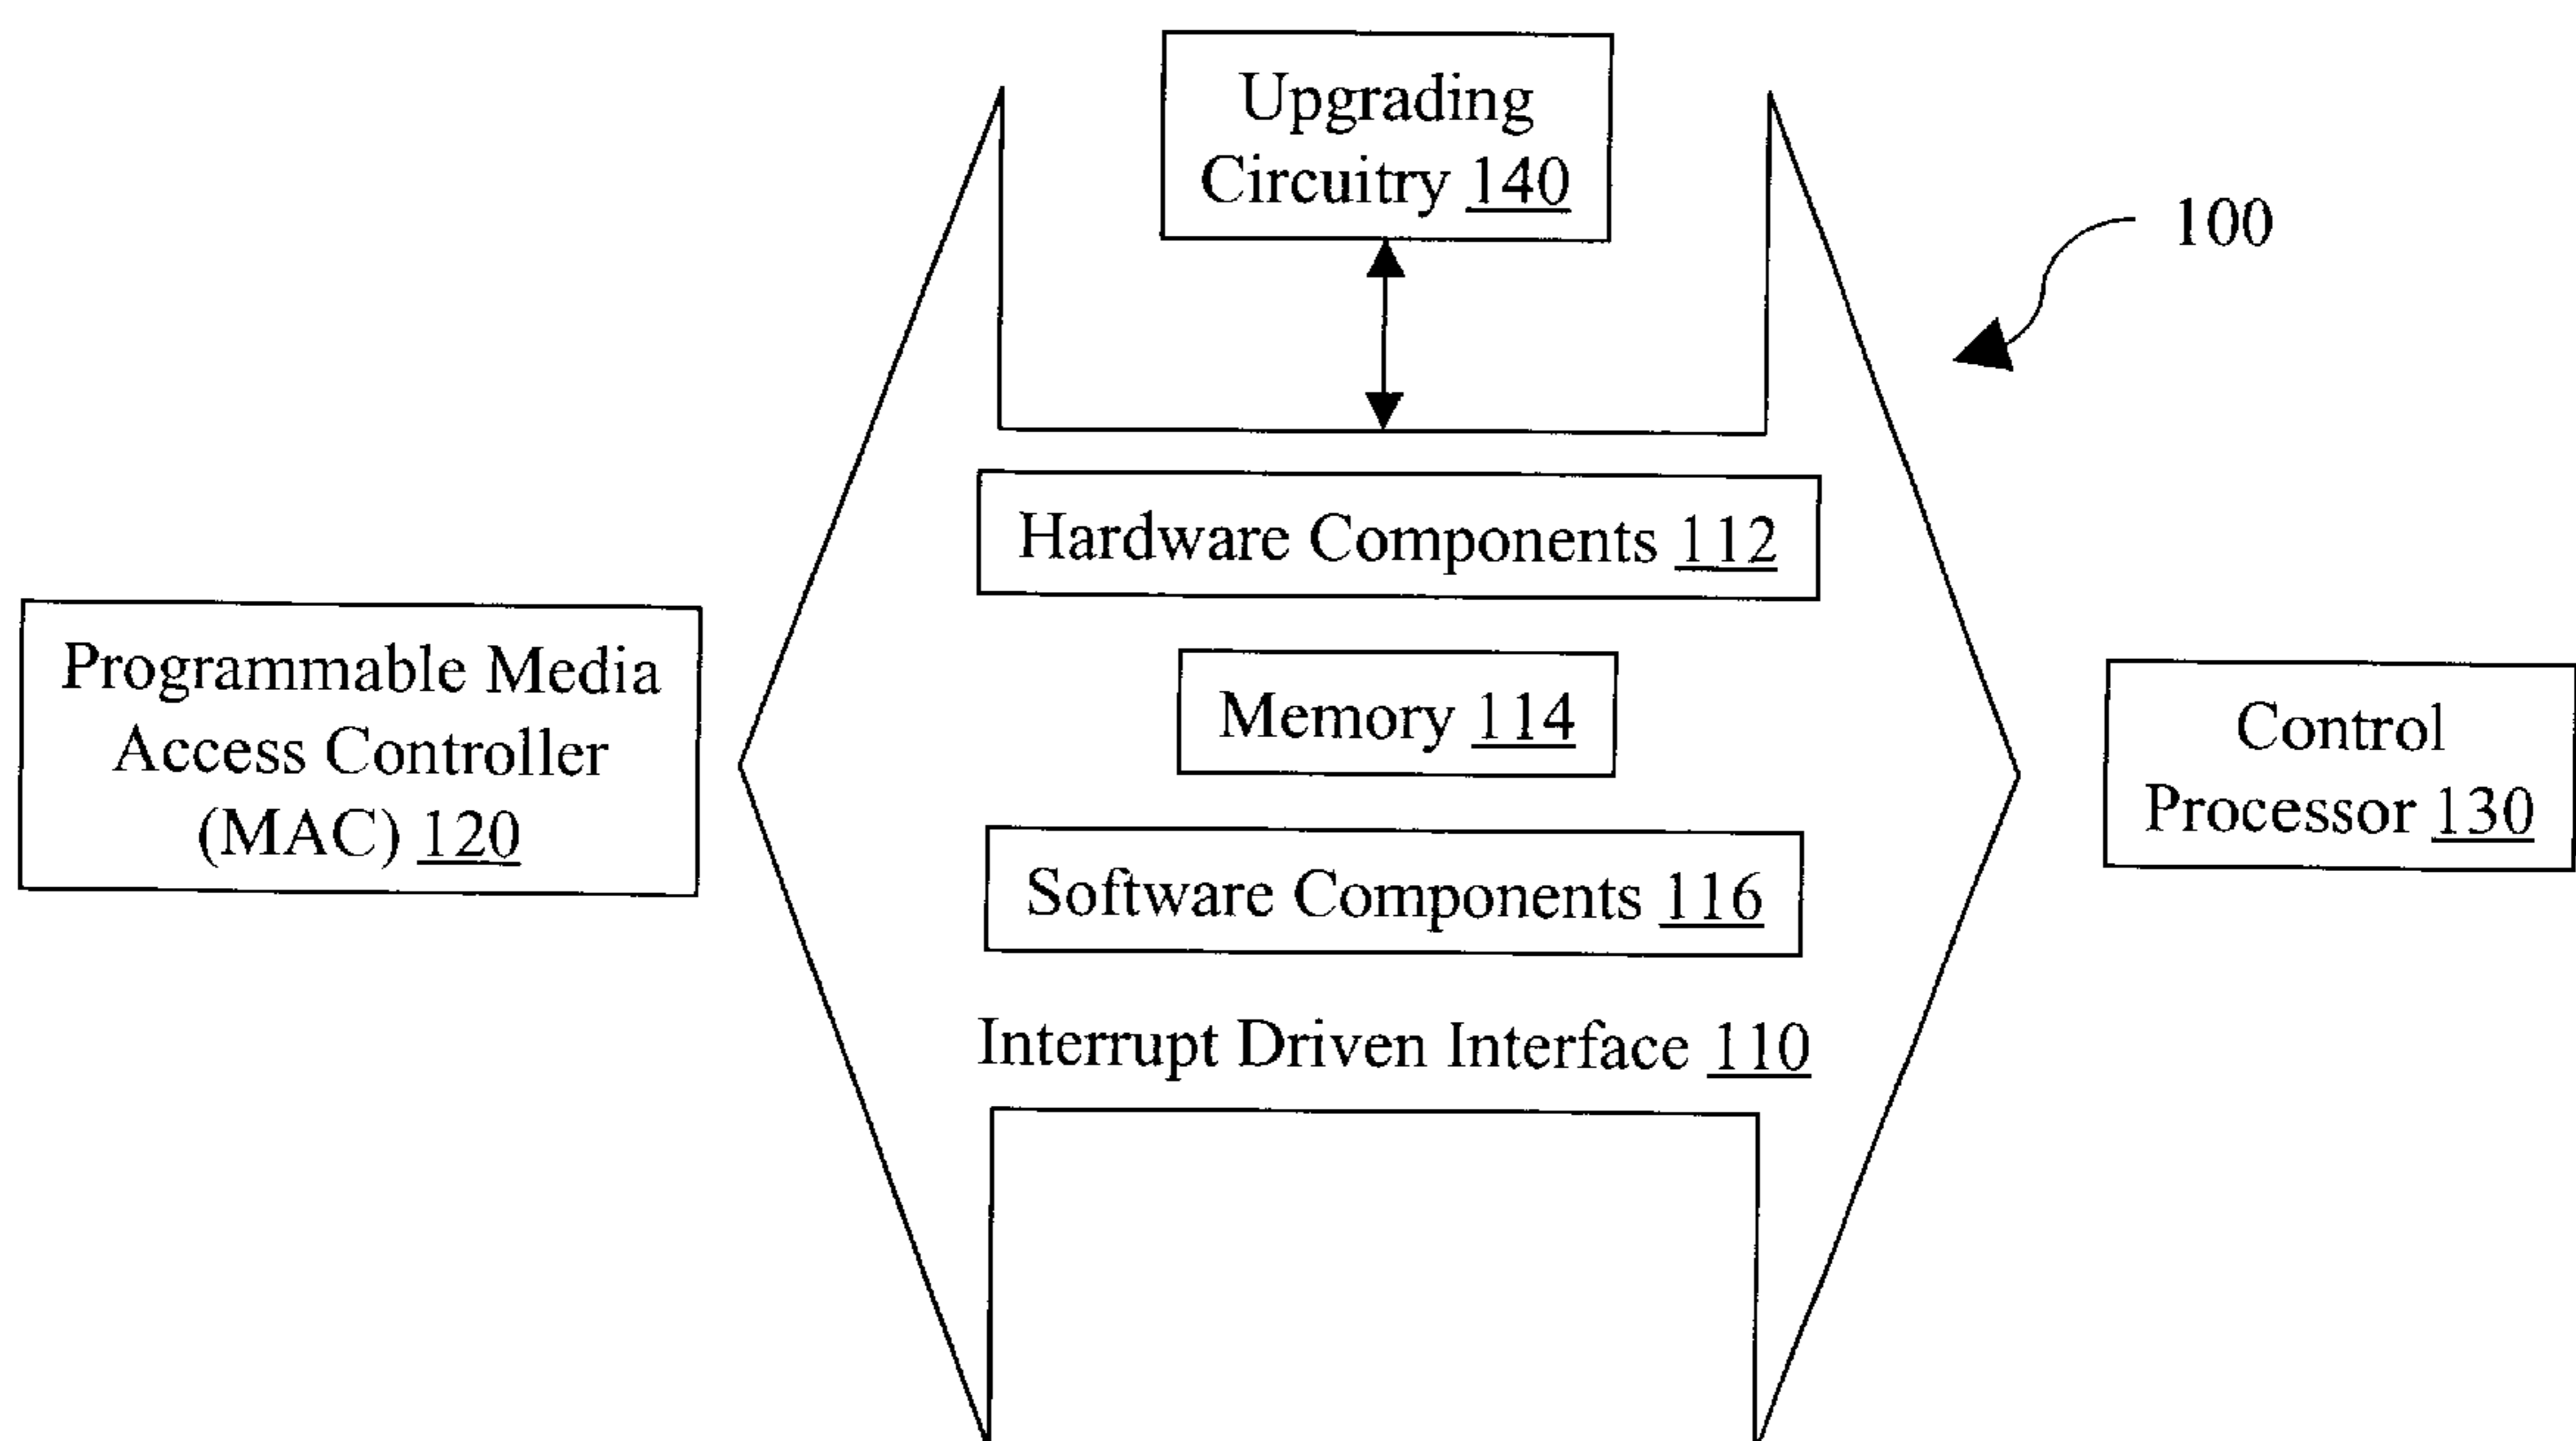 Upgrading
Circuitry 140
100
Hardware Components 112
Programmable Media
Access Controller
(MAC) 120
Memory 114
Control
Processor 130
Software Components 116
Interrupt Driven Interface 110